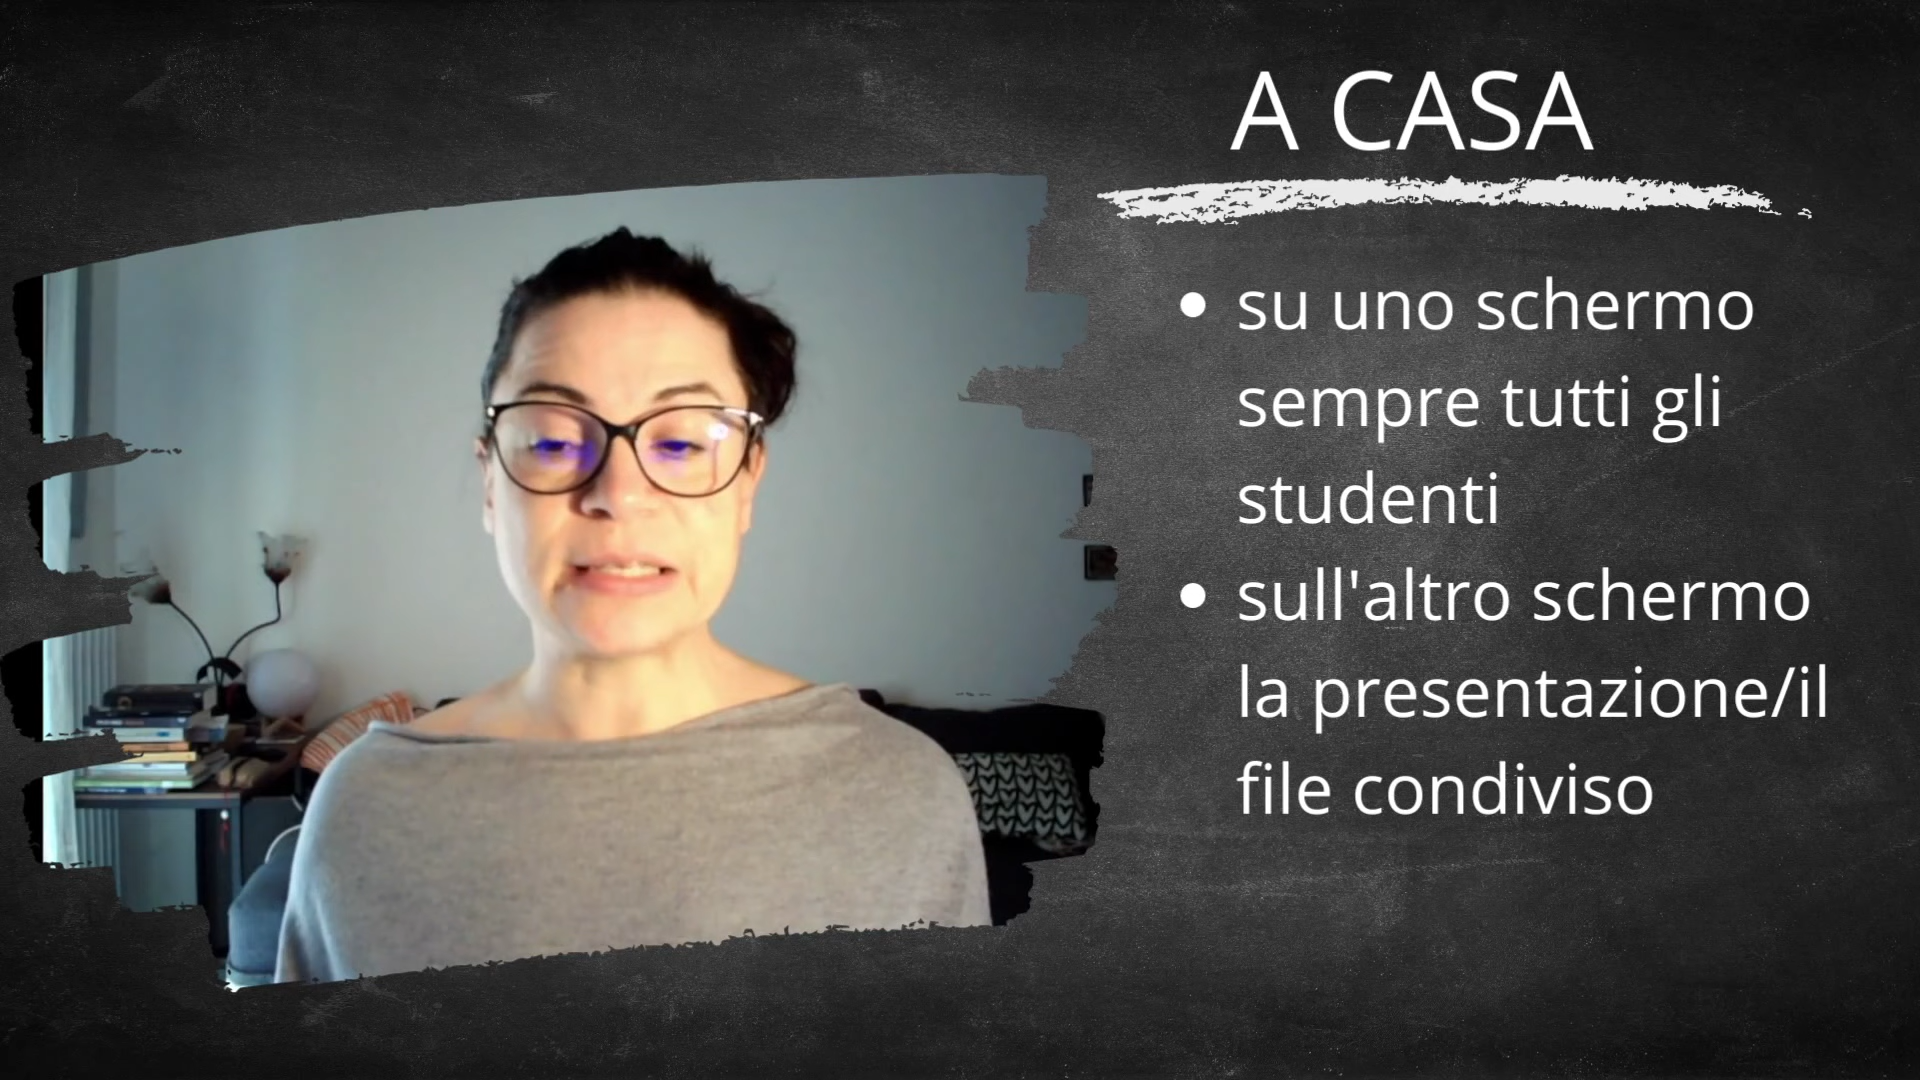 A CASA
• su uno schermo
sempre tutti gli
studenti
• sull'altro schermo
la presentazione/il
file condiviso